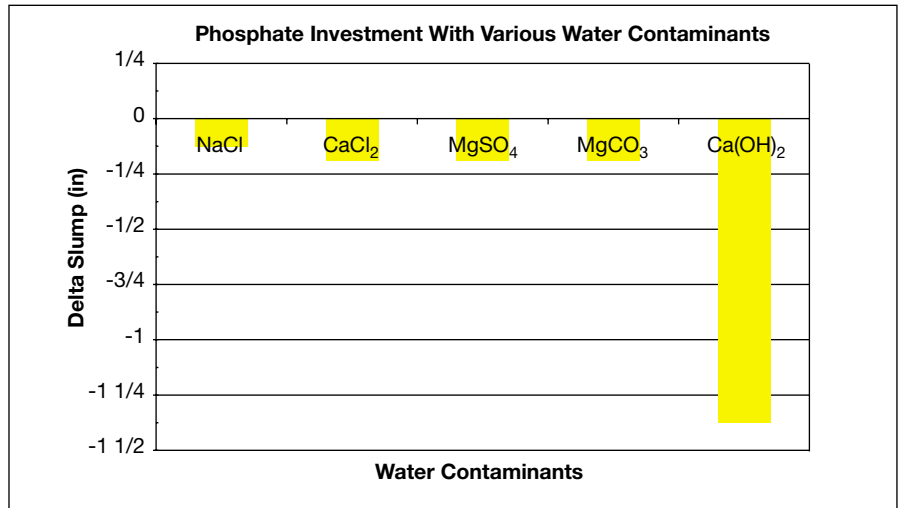 Phosphate Investment With Various Water Contaminants
1/4
0
NaCl CaCl₂ MgSO₄ MgCO₃ Ca(OH)₂
-1/4
-1/2
-3/4
-1
-1 1/4
-1 1/2
Delta Slump (in)
Water Contaminants